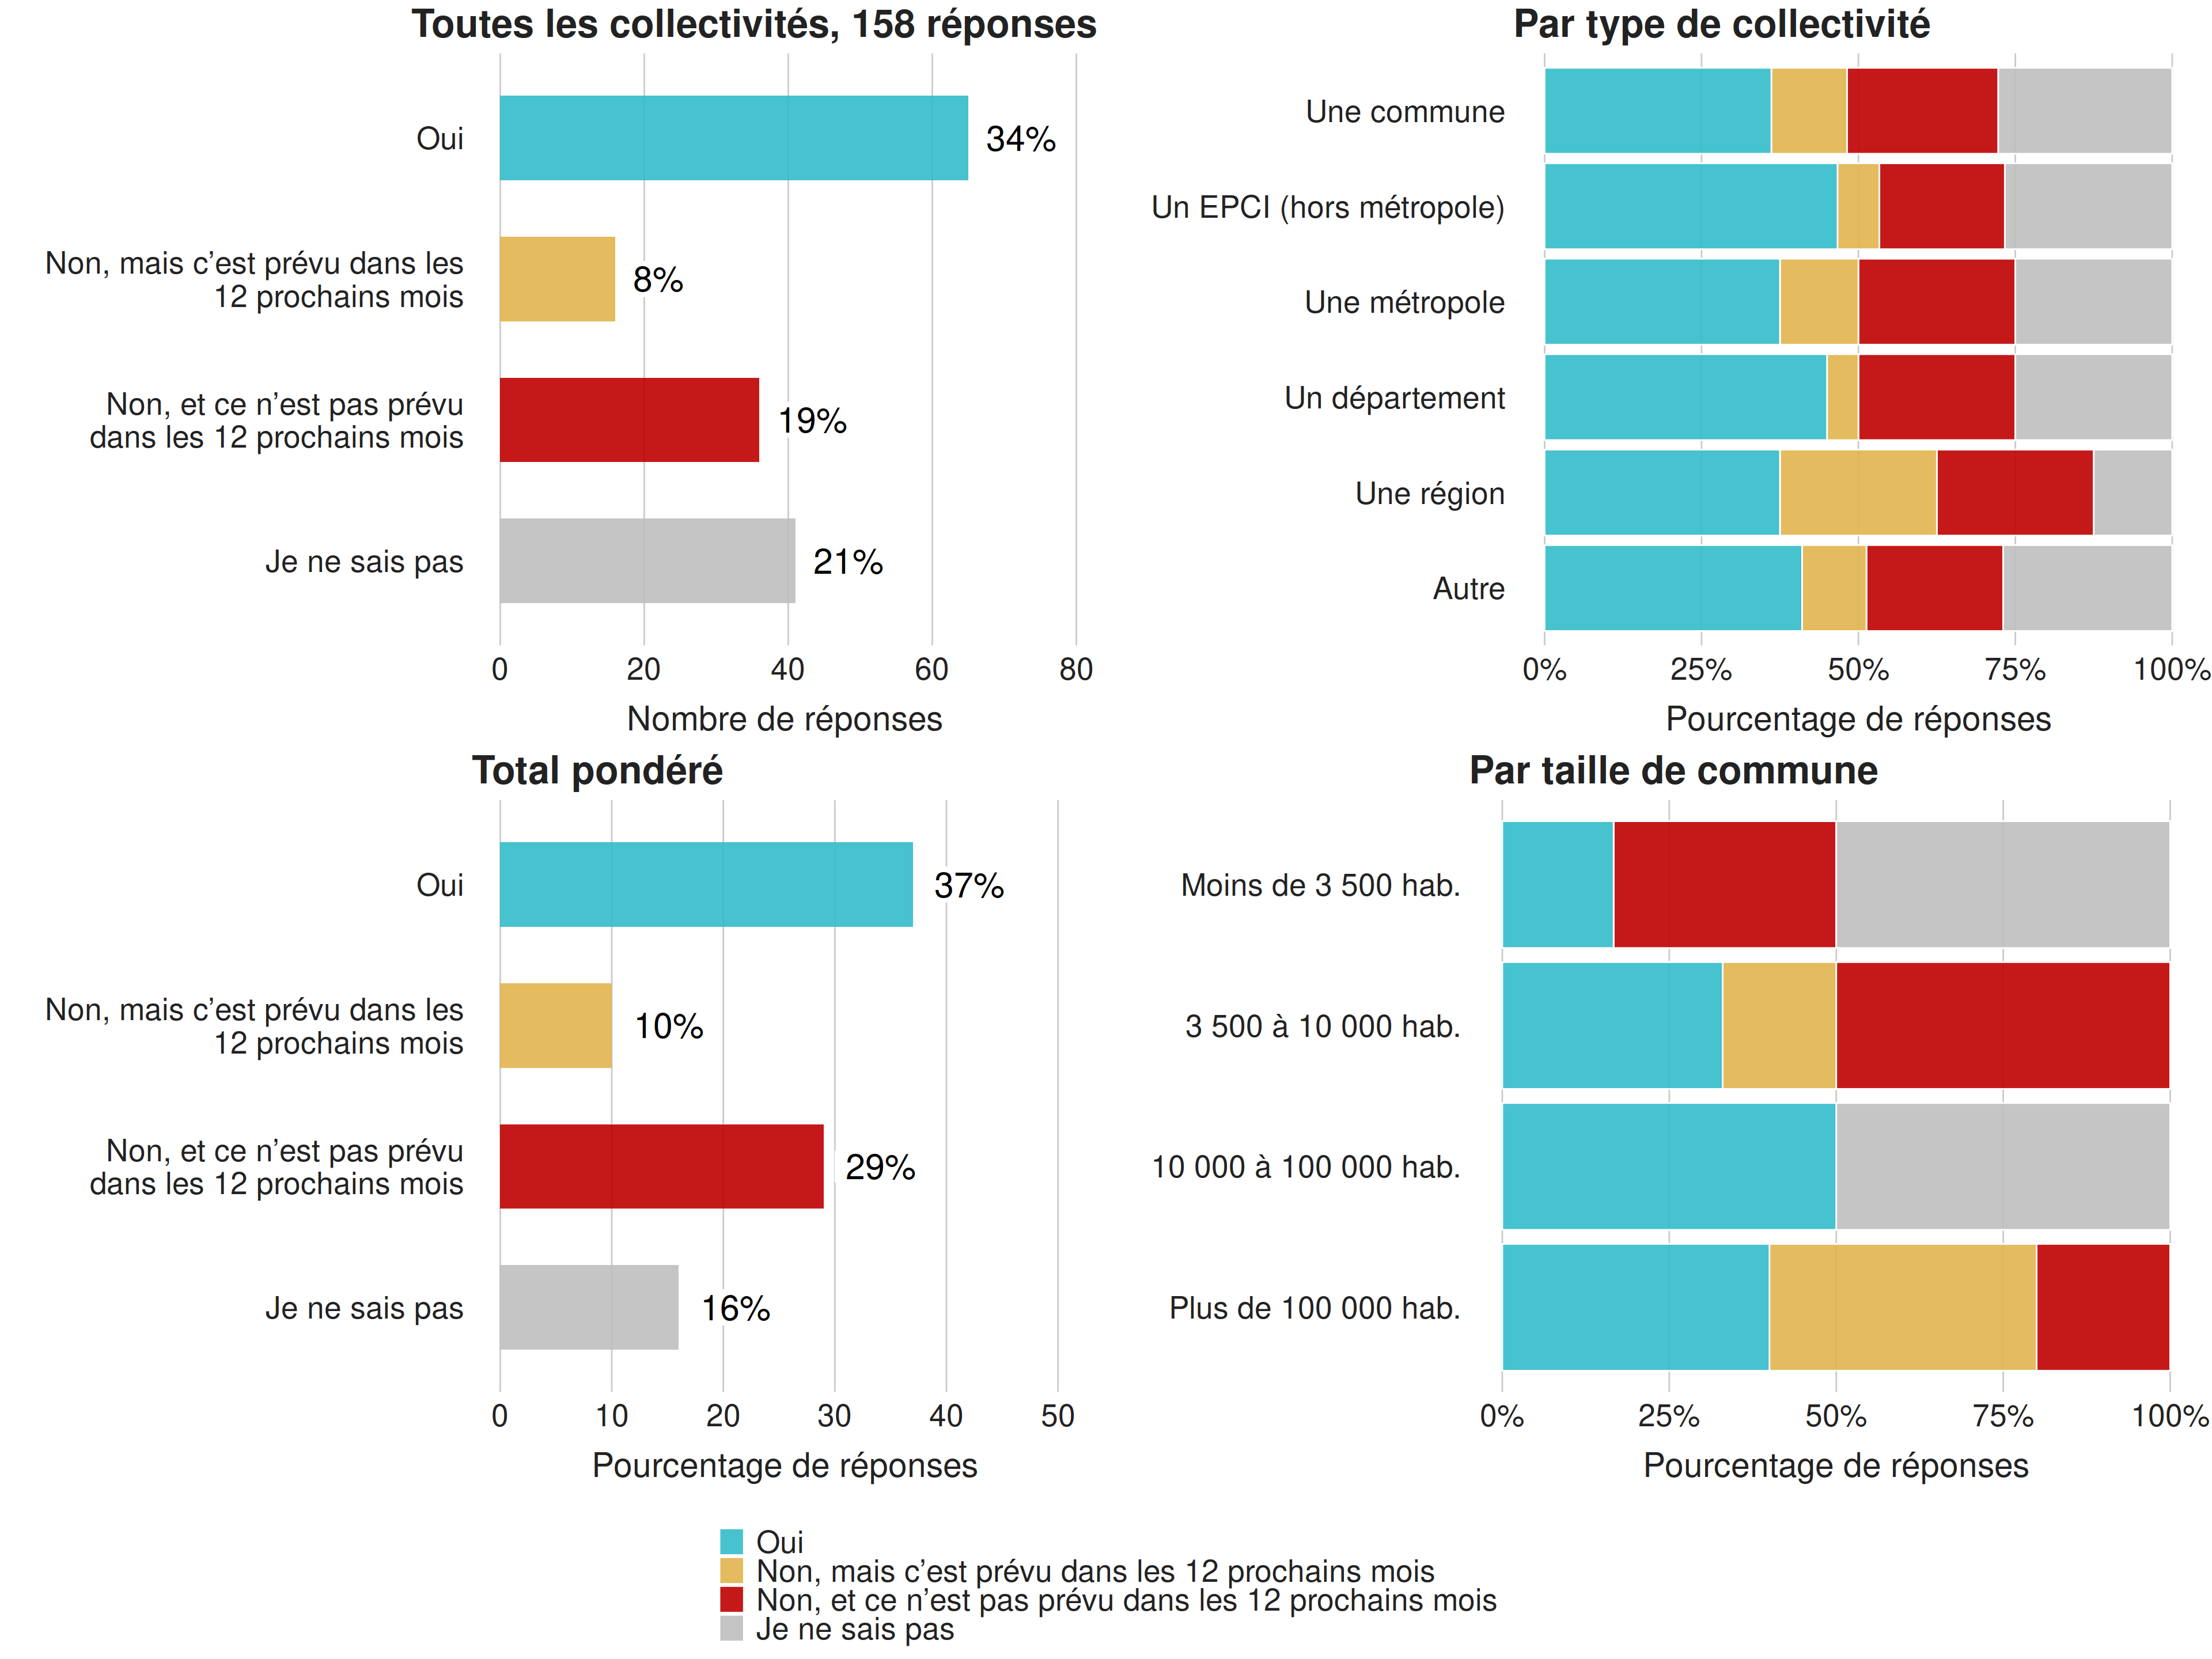 Toutes les collectivités, 158 réponses
Oui
34%
Non, mais c’est prévu dans les
12 prochains mois
8%
Non, et ce n’est pas prévu
dans les 12 prochains mois
19%
Je ne sais pas
21%
0 20 40 60 80
Nombre de réponses
Par type de collectivité
Une commune
Un EPCI (hors métropole)
Une métropole
Un département
Une région
Autre
0% 25% 50% 75% 100%
Pourcentage de réponses
Total pondéré
Oui
37%
Non, mais c’est prévu dans les
12 prochains mois
10%
Non, et ce n’est pas prévu
dans les 12 prochains mois
29%
Je ne sais pas
16%
0 10 20 30 40 50
Pourcentage de réponses
Par taille de commune
Moins de 3 500 hab.
3 500 à 10 000 hab.
10 000 à 100 000 hab.
Plus de 100 000 hab.
0% 25% 50% 75% 100%
Pourcentage de réponses
Oui
Non, mais c’est prévu dans les 12 prochains mois
Non, et ce n’est pas prévu dans les 12 prochains mois
Je ne sais pas